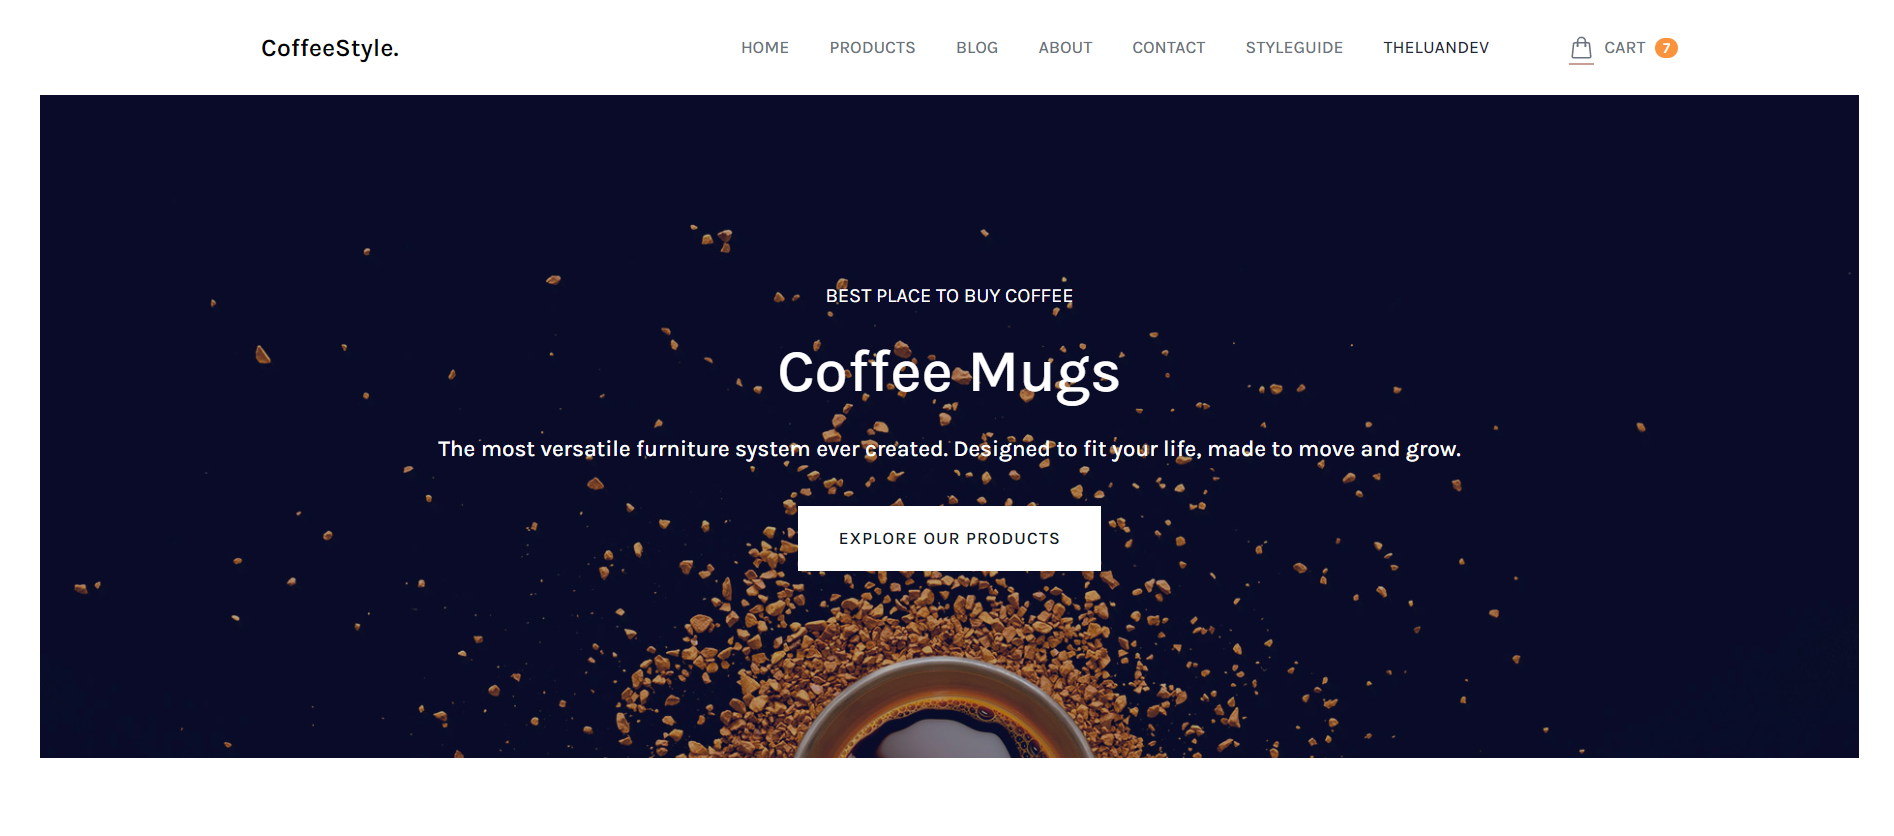 CoffeeStyle.
HOME PRODUCTS BLOG ABOUT CONTACT STYLEGUIDE THELUANDEV CART 7
BEST PLACE TO BUY COFFEE
Coffee Mugs
The most versatile furniture system ever created. Designed to fit your life, made to move and grow.
EXPLORE OUR PRODUCTS